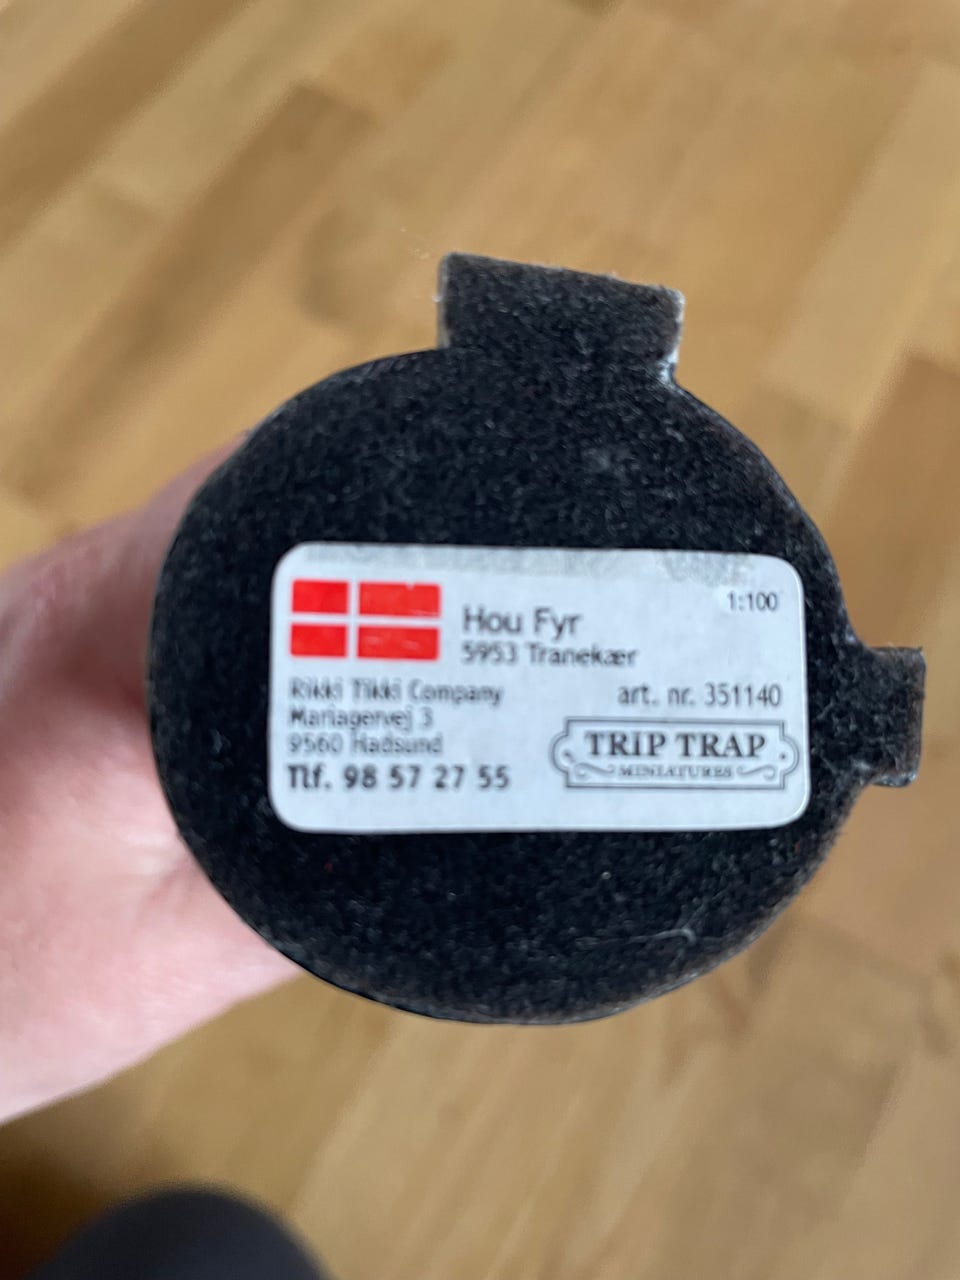 1:100
Hou Fyr
5953 Tranekær
Rikki Tikki Company
Mariagervej 3
9560 Hadsund
Tlf. 98 57 27 55
art. nr. 351140
TRIP TRAP
MINIATURES